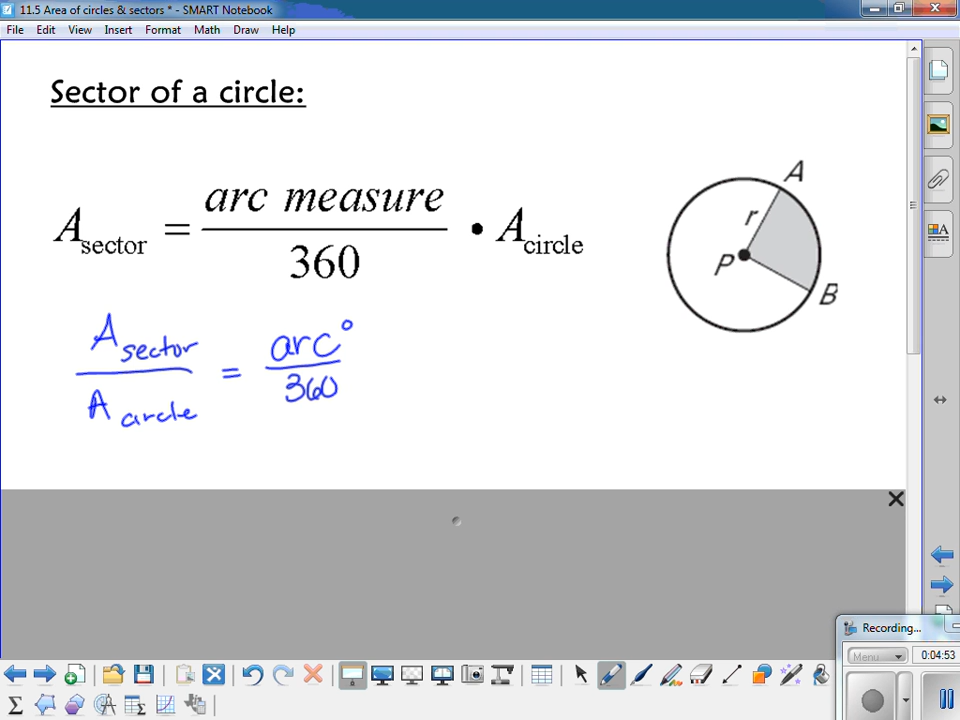 11.5 Area of circles & sectors * - SMART Notebook
File Edit View Insert Format Math Draw Help
Sector of a circle:
A sector = arc measure / 360 • A circle
A
r
P
B
A sector / A circle = arc° / 360
Recording...
Menu
0:04:53